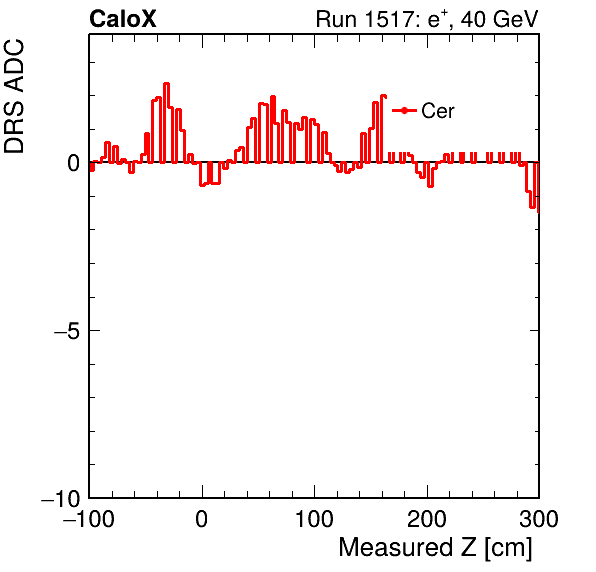 CaloX
Run 1517: e⁺, 40 GeV
DRS ADC
Cer
0
−5
−10
−100 0 100 200 300
Measured Z [cm]